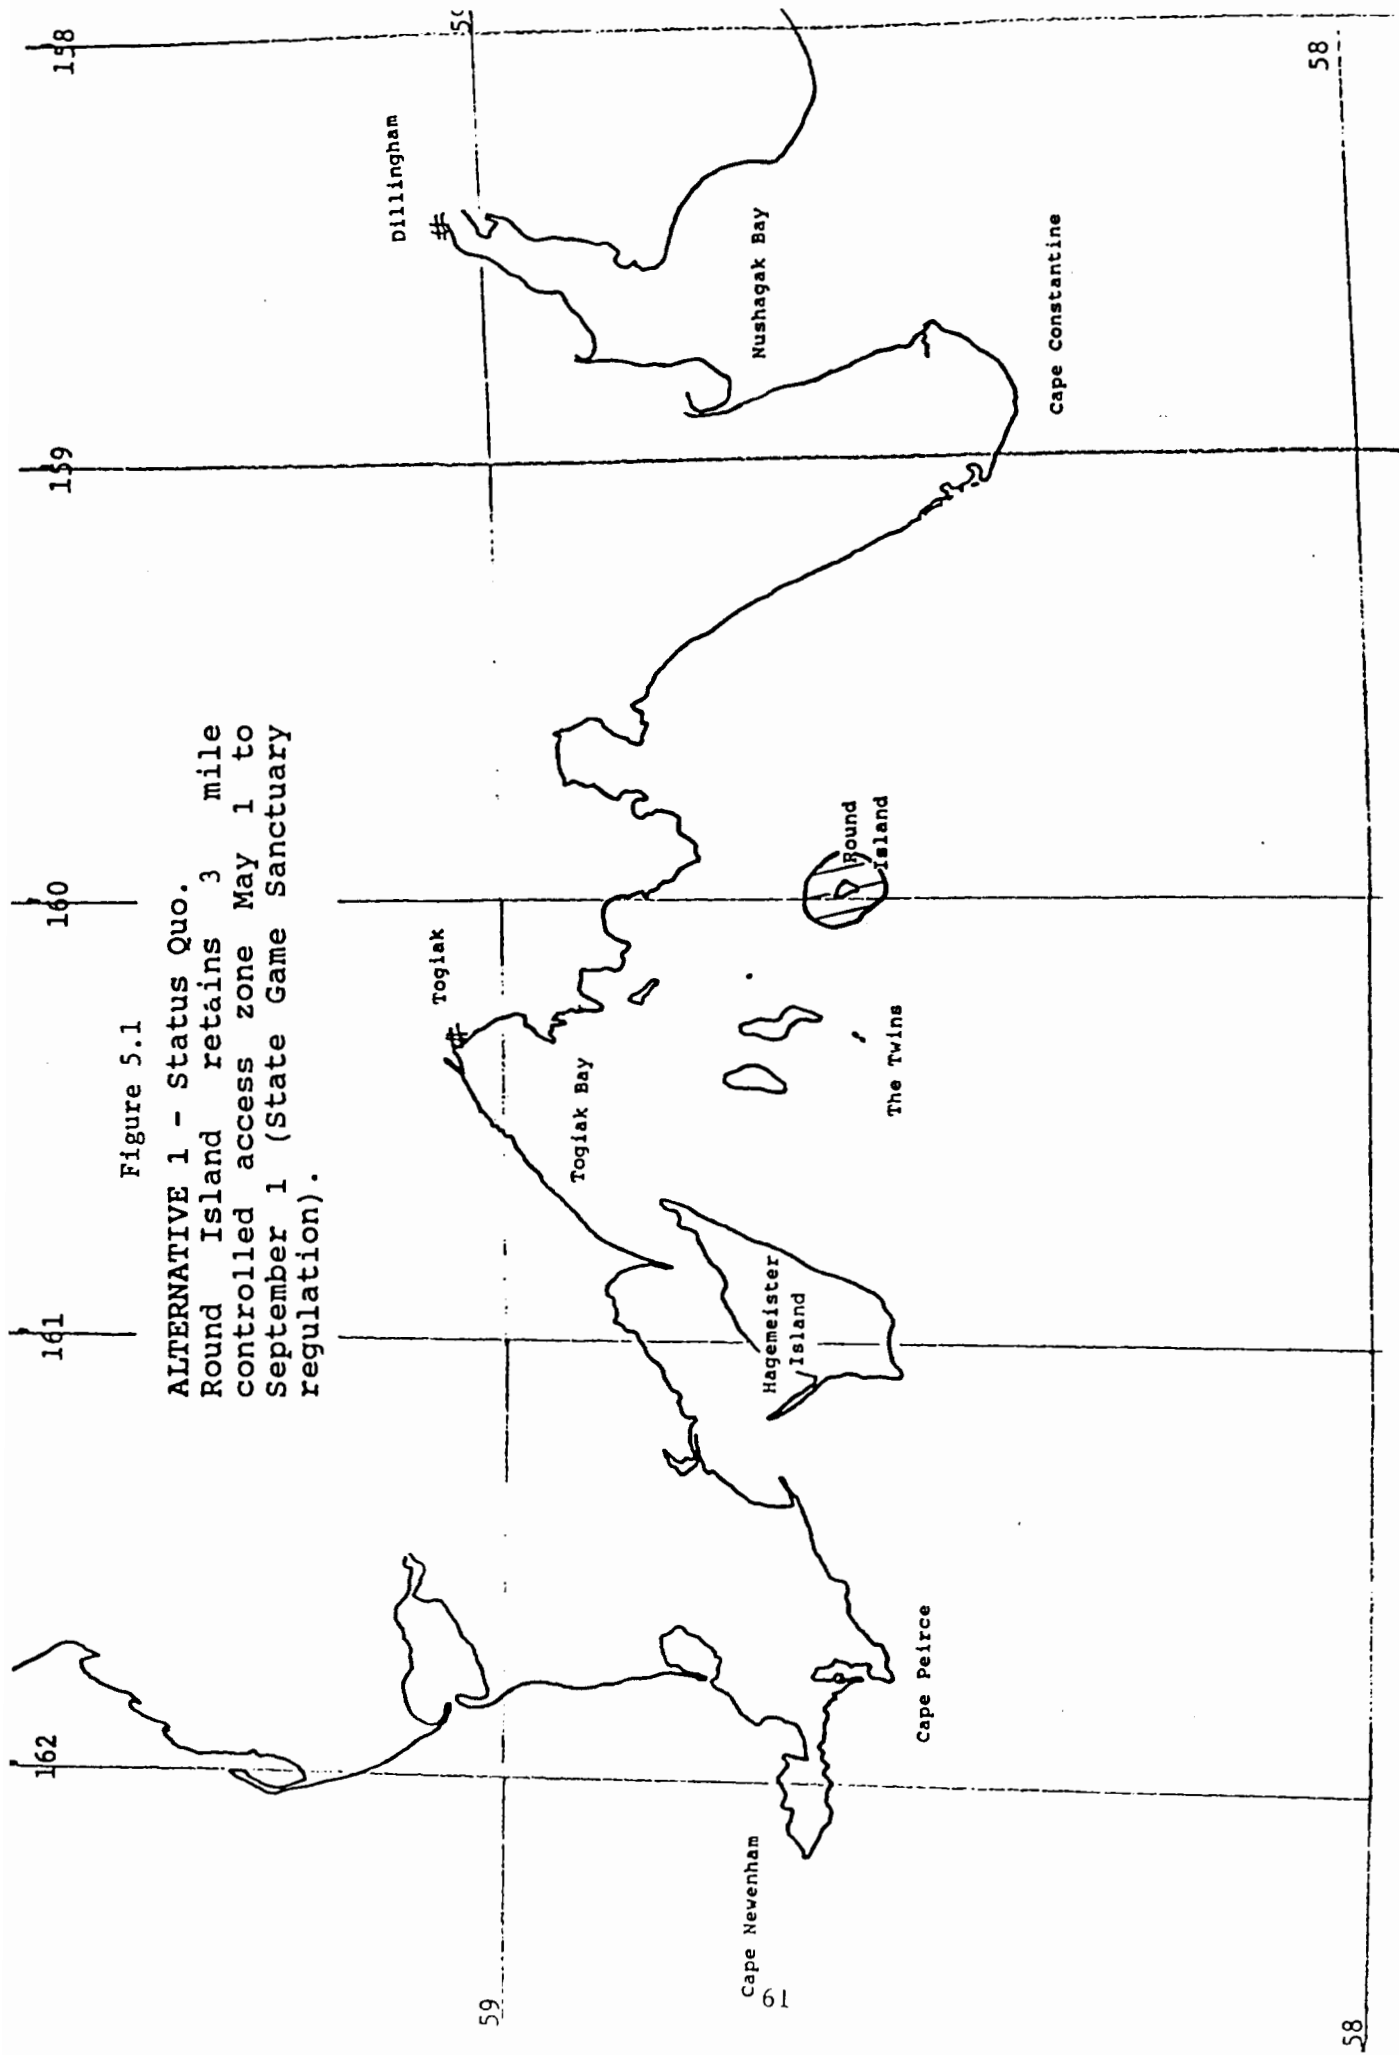 Figure 5.1
ALTERNATIVE 1 - Status Quo.
Round Island retains 3 mile
controlled access zone May 1 to
September 1 (State Game Sanctuary
regulation).
162
161
160
159
158
59
Dillingham
Togiak
Togiak Bay
Nushagak Bay
Hagemeister
Island
Round
Island
The Twins
Cape Newenham
Cape Peirce
Cape Constantine
58
58
61